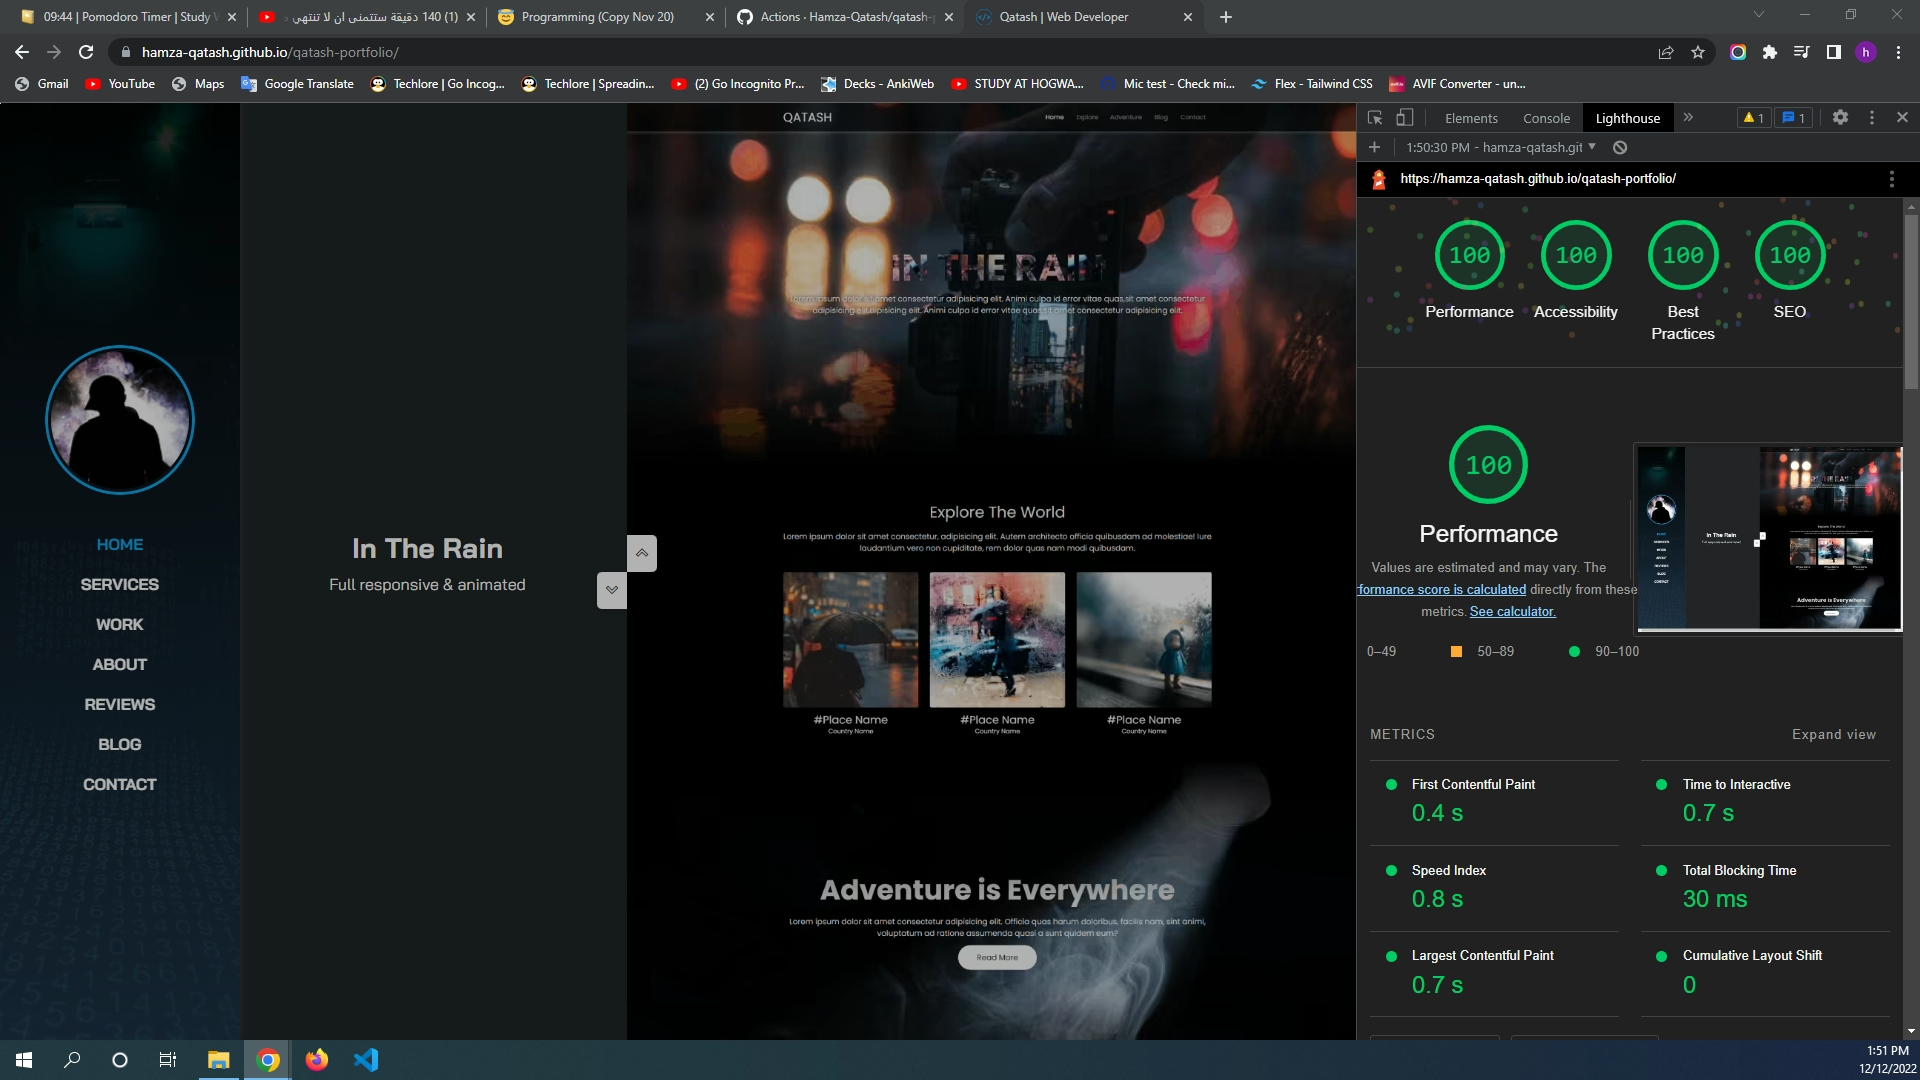 09:44 | Pomodoro Timer | Study
(1) 140 دقيقة ستتمنى ان لا تنتهي
Programming (Copy Nov 20)
Actions · Hamza-Qatash/qatash-
Qatash | Web Developer
hamza-qatash.github.io/qatash-portfolio/
h
Gmail
YouTube
Maps
Google Translate
Techlore | Go Incog...
Techlore | Spreadin...
(2) Go Incognito Pr...
Decks - AnkiWeb
STUDY AT HOGWA...
Mic test - Check mi...
Flex - Tailwind CSS
AVIF Converter - un...
HOME
SERVICES
WORK
ABOUT
REVIEWS
BLOG
CONTACT
In The Rain
Full responsive & animated
QATASH
Home Explore Adventure Blog Contact
IN THE RAIN
Lorem ipsum dolor sit amet consectetur adipisicing elit. Animi culpa id error vitae quas,sit amet consectetur
adipisicing elit.dipisicing elit. Animi culpa id error vitae quas,sit amet consectetur adipisicing elit.
Explore The World
Lorem ipsum dolor sit amet consectetur, adipisicing elit. Autem architecto officia quibusdam ad molestiae! Iure
laudantium vero non cupiditate, rem dolor quas nam modi quibusdam.
#Place Name
Country Name
#Place Name
Country Name
#Place Name
Country Name
Adventure is Everywhere
Lorem ipsum dolor sit amet consectetur adipisicing elit. Officia quas harum doloribus, facilis nam, sint animi,
voluptatum ad ratione assumenda quasi a sunt quidem eum?
Read More
Elements Console Lighthouse
1 1
1:50:30 PM - hamza-qatash.git
https://hamza-qatash.github.io/qatash-portfolio/
100
Performance
100
Accessibility
100
Best
Practices
100
SEO
100
Performance
Values are estimated and may vary. The
formance score is calculated directly from these
metrics. See calculator.
0–49
50–89
90–100
In The Rain
METRICS
Expand view
First Contentful Paint
0.4 s
Time to Interactive
0.7 s
Speed Index
0.8 s
Total Blocking Time
30 ms
Largest Contentful Paint
0.7 s
Cumulative Layout Shift
0
1:51 PM
12/12/2022